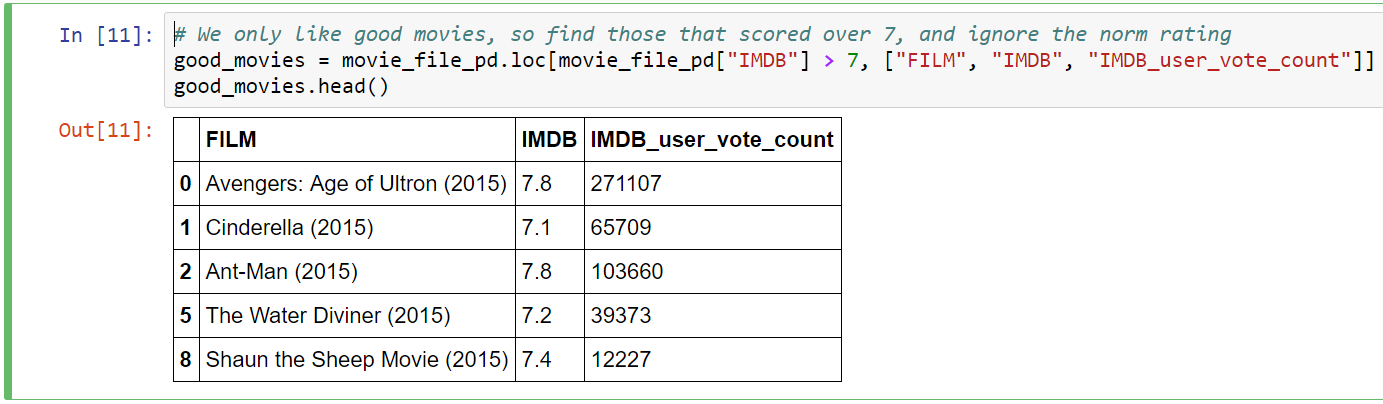 In [11]: # We only like good movies, so find those that scored over 7, and ignore the norm rating
good_movies = movie_file_pd.loc[movie_file_pd["IMDB"] > 7, ["FILM", "IMDB", "IMDB_user_vote_count"]]
good_movies.head()
Out[11]:
FILM IMDB IMDB_user_vote_count
0 Avengers: Age of Ultron (2015) 7.8 271107
1 Cinderella (2015) 7.1 65709
2 Ant-Man (2015) 7.8 103660
5 The Water Diviner (2015) 7.2 39373
8 Shaun the Sheep Movie (2015) 7.4 12227